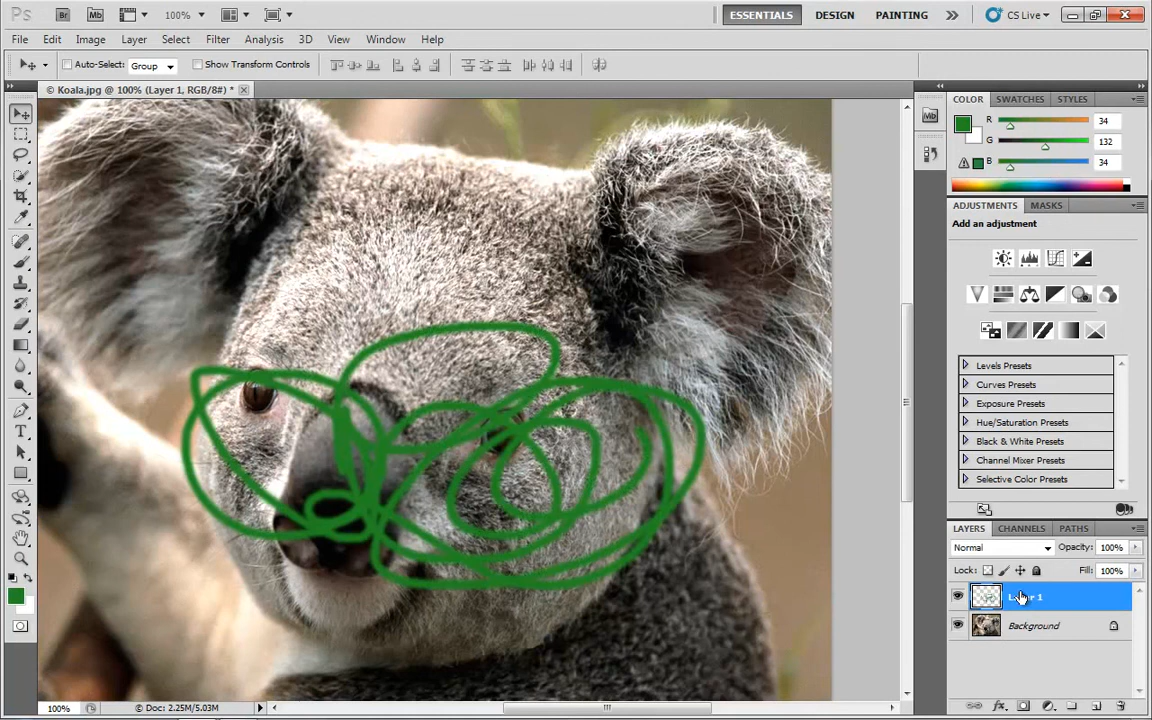 Ps Br Mb 100% ESSENTIALS DESIGN PAINTING CS Live
File Edit Image Layer Select Filter Analysis 3D View Window Help
Auto-Select: Group Show Transform Controls
© Koala.jpg @ 100% (Layer 1, RGB/8#) *
COLOR SWATCHES STYLES
Mb
R 34
G 132
B 34
ADJUSTMENTS MASKS
Add an adjustment
Levels Presets
Curves Presets
Exposure Presets
Hue/Saturation Presets
Black & White Presets
Channel Mixer Presets
Selective Color Presets
LAYERS CHANNELS PATHS
Normal Opacity: 100%
Lock: Fill: 100%
Background
fx
100% © Doc: 2.25M/5.03M